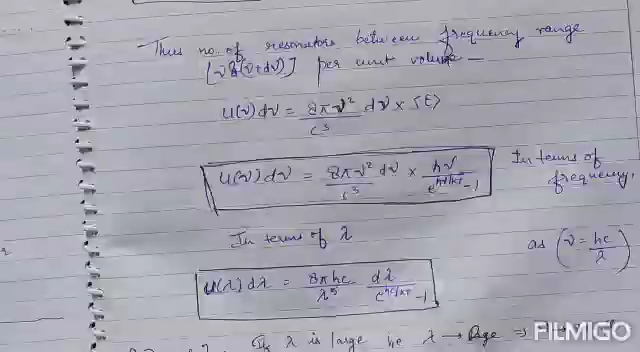 Thus no. of resonators between frequency range
[ν & (ν+dν)] per unit volume –
u(ν)dν = 8πν²/c³ dν × <E>
u(ν)dν = 8πν²/c³ dν × hν/(e^(hν/kT) -1)
In terms of frequency.
In terms of λ
as (ν = hc/λ)
u(λ)dλ = 8πhc/λ⁵ dλ/(e^(hc/λkT) -1)
If λ is large i.e. λ →
FILMIGO